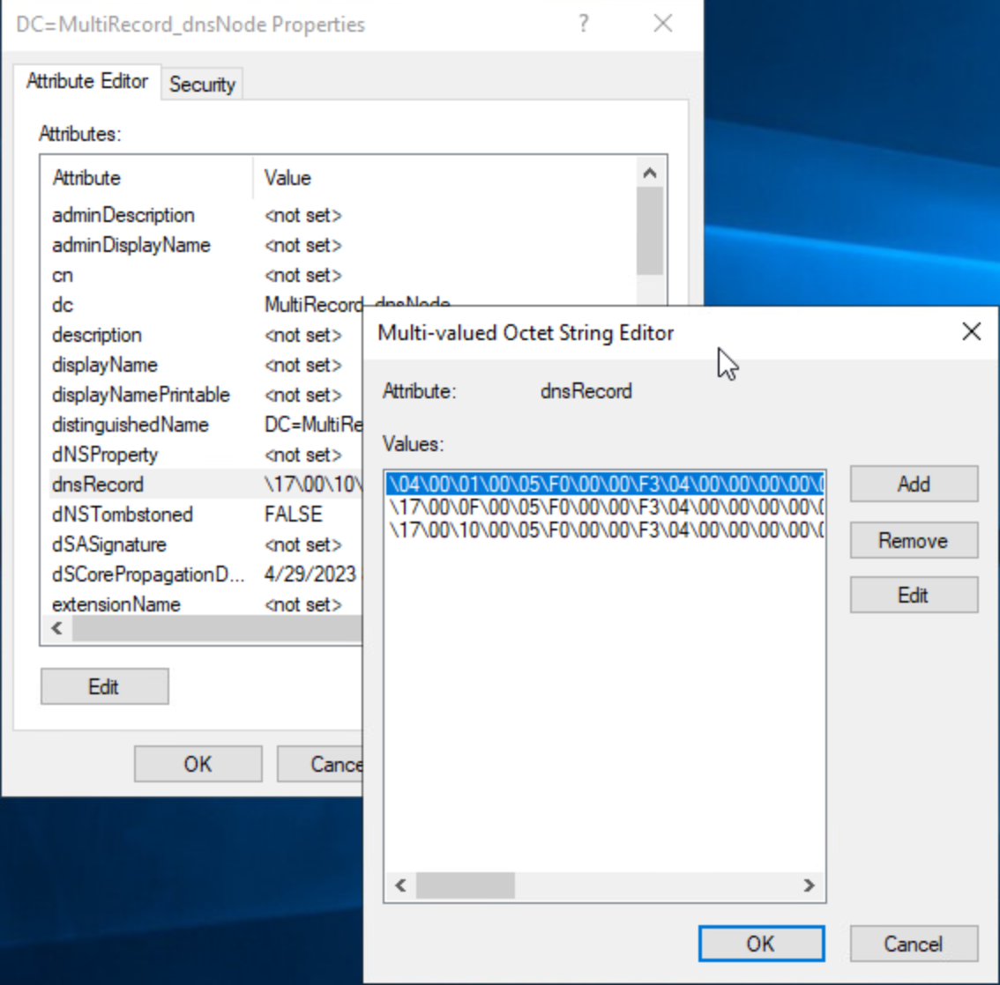 DC=MultiRecord_dnsNode Properties ?
Attribute Editor Security
Attributes:
Attribute Value
adminDescription <not set>
adminDisplayName <not set>
cn <not set>
dc MultiRecord_dnsNode
description <not set>
displayName <not set>
displayNamePrintable <not set>
distinguishedName DC=MultiRe
dNSProperty <not set>
dnsRecord \17\00\10\
dNSTombstoned FALSE
dSASignature <not set>
dSCorePropagationD... 4/29/2023
extensionName <not set>
Edit
OK Cance
Multi-valued Octet String Editor
Attribute: dnsRecord
Values:
\04\00\01\00\05\F0\00\00\F3\04\00\00\00\00\0
\17\00\0F\00\05\F0\00\00\F3\04\00\00\00\00\0
\17\00\10\00\05\F0\00\00\F3\04\00\00\00\00\0
Add
Remove
Edit
OK Cancel